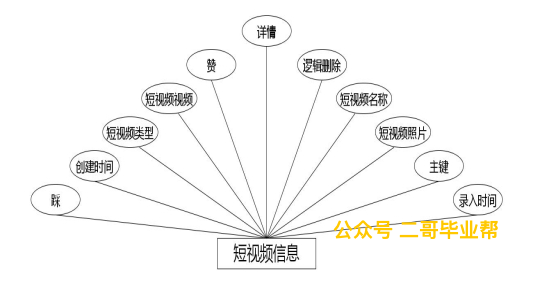 详情
赞
逻辑删除
短视频视频
短视频名称
短视频类型
短视频照片
创建时间
主键
踩
录入时间
公众号 二哥毕业帮
短视频信息